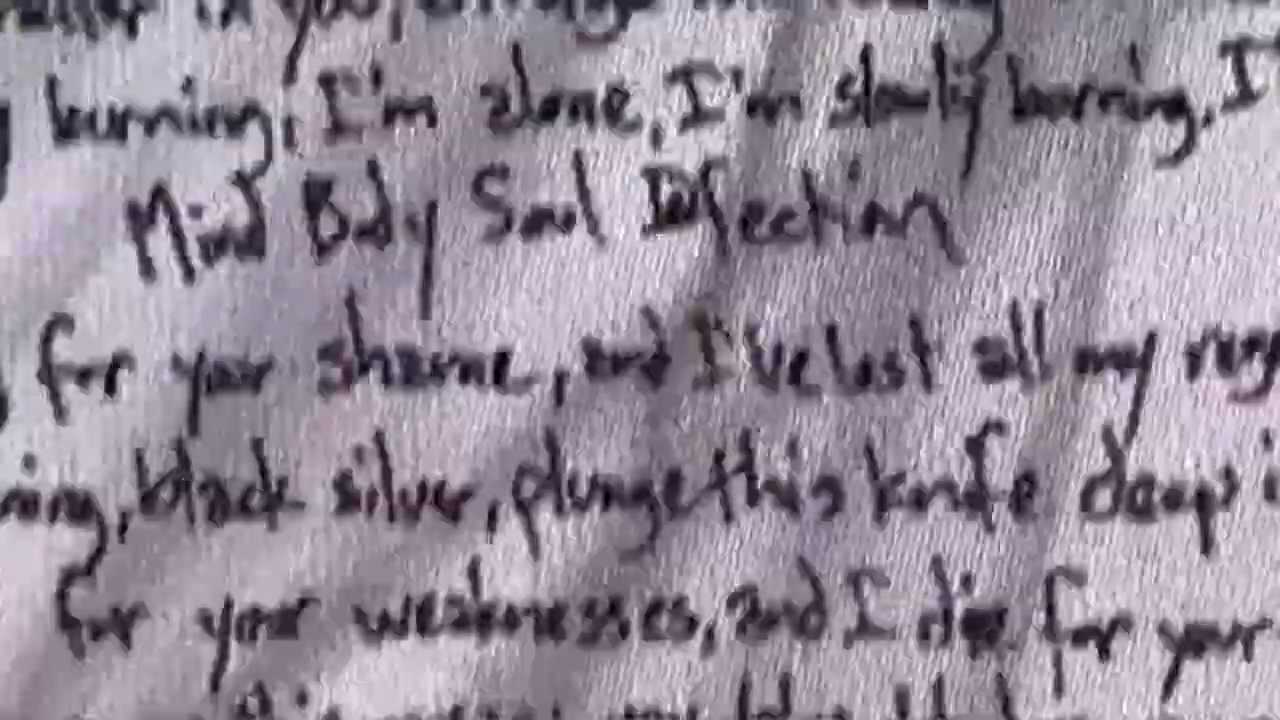 burning, I'm alone, I'm slowly burning, I
Mind Body Soul Infection
for your shame, and I've lost all my
black silver, plunge this knife deep
for your weaknesses, and I die for your